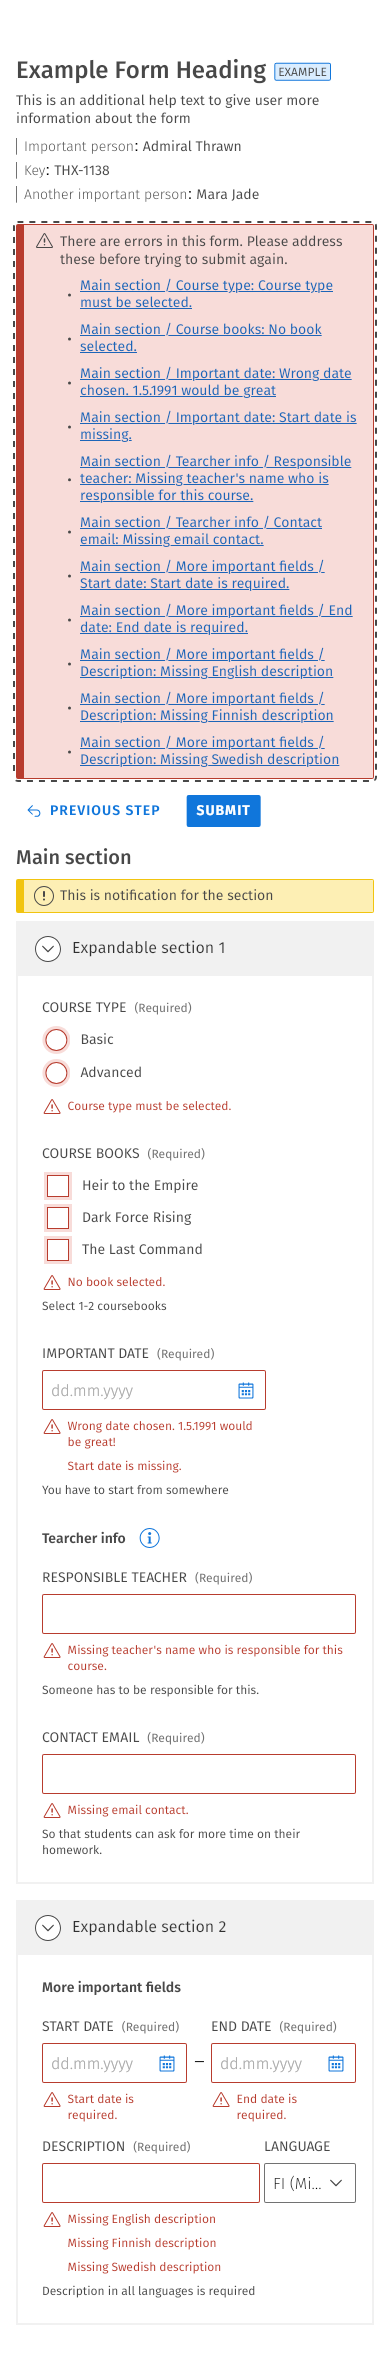 Example Form Heading EXAMPLE
This is an additional help text to give user more
information about the form
Important person: Admiral Thrawn
Key: THX-1138
Another important person: Mara Jade
There are errors in this form. Please address
these before trying to submit again.
Main section / Course type: Course type
must be selected.
Main section / Course books: No book
selected.
Main section / Important date: Wrong date
chosen. 1.5.1991 would be great
Main section / Important date: Start date is
missing.
Main section / Tearcher info / Responsible
teacher: Missing teacher's name who is
responsible for this course.
Main section / Tearcher info / Contact
email: Missing email contact.
Main section / More important fields /
Start date: Start date is required.
Main section / More important fields / End
date: End date is required.
Main section / More important fields /
Description: Missing English description
Main section / More important fields /
Description: Missing Finnish description
Main section / More important fields /
Description: Missing Swedish description
PREVIOUS STEP SUBMIT
Main section
This is notification for the section
Expandable section 1
COURSE TYPE (Required)
Basic
Advanced
Course type must be selected.
COURSE BOOKS (Required)
Heir to the Empire
Dark Force Rising
The Last Command
No book selected.
Select 1-2 coursebooks
IMPORTANT DATE (Required)
dd.mm.yyyy
Wrong date chosen. 1.5.1991 would
be great!
Start date is missing.
You have to start from somewhere
Tearcher info
RESPONSIBLE TEACHER (Required)
Missing teacher's name who is responsible for this
course.
Someone has to be responsible for this.
CONTACT EMAIL (Required)
Missing email contact.
So that students can ask for more time on their
homework.
Expandable section 2
More important fields
START DATE (Required) END DATE (Required)
dd.mm.yyyy – dd.mm.yyyy
Start date is End date is
required. required.
DESCRIPTION (Required) LANGUAGE
FI (Mi...
Missing English description
Missing Finnish description
Missing Swedish description
Description in all languages is required